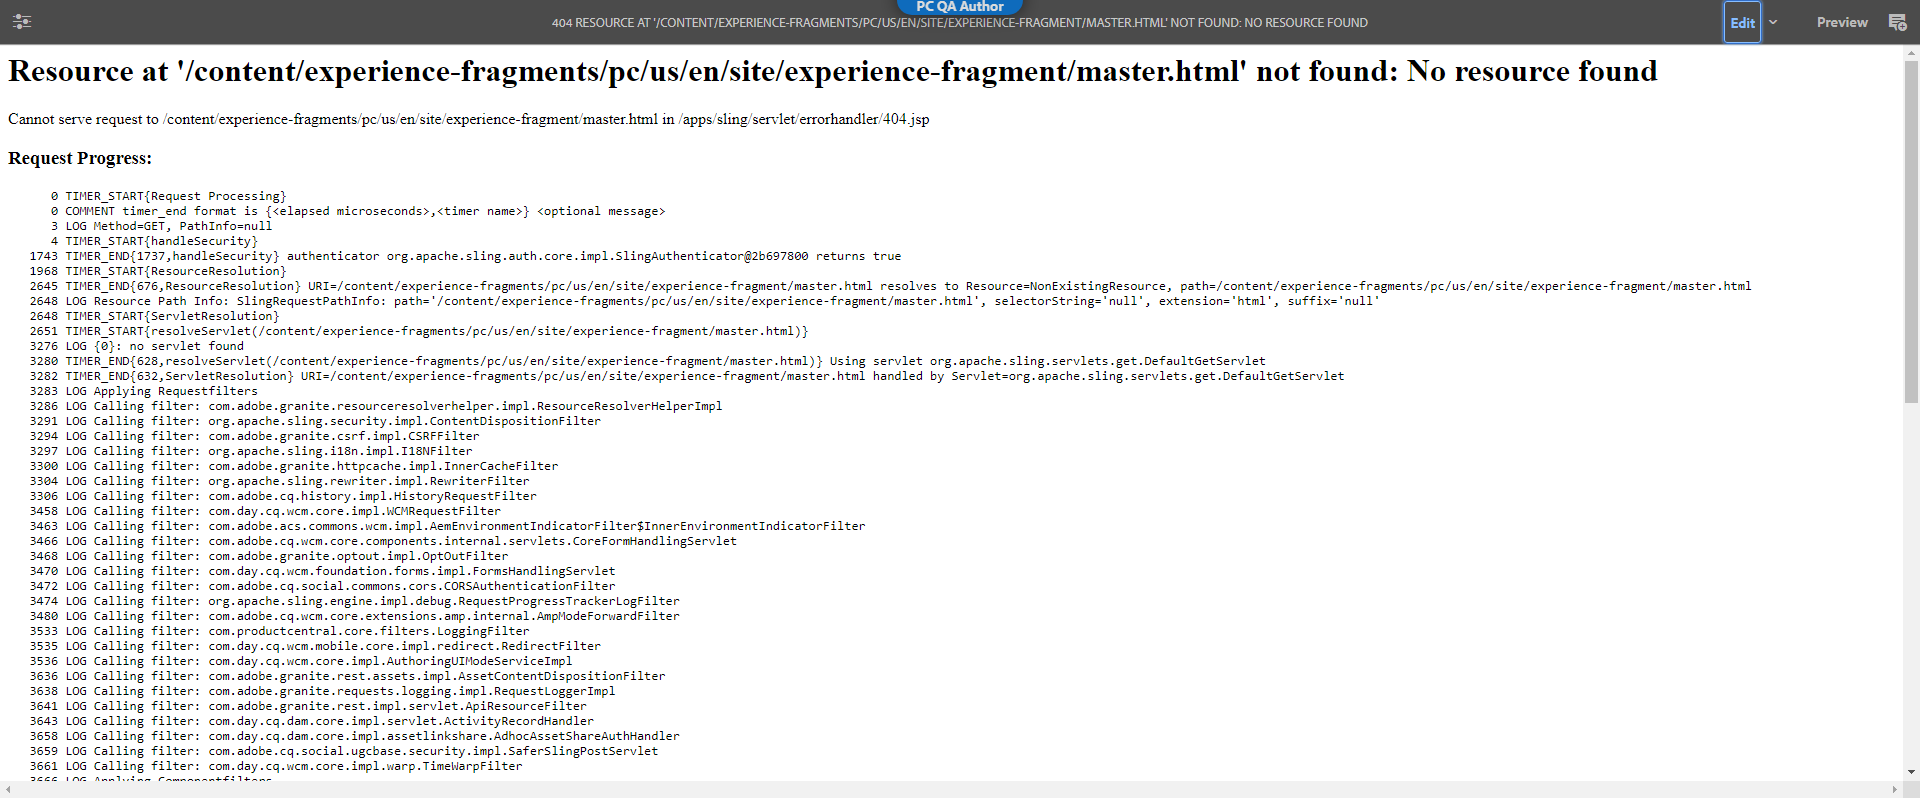 PC QA Author
404 RESOURCE AT '/CONTENT/EXPERIENCE-FRAGMENTS/PC/US/EN/SITE/EXPERIENCE-FRAGMENT/MASTER.HTML' NOT FOUND: NO RESOURCE FOUND
Edit
Preview
Resource at '/content/experience-fragments/pc/us/en/site/experience-fragment/master.html' not found: No resource found
Cannot serve request to /content/experience-fragments/pc/us/en/site/experience-fragment/master.html in /apps/sling/servlet/errorhandler/404.jsp
Request Progress:
0 TIMER_START{Request Processing}
0 COMMENT timer_end format is {<elapsed microseconds>,<timer name>} <optional message>
3 LOG Method=GET, PathInfo=null
4 TIMER_START{handleSecurity}
1743 TIMER_END{1737,handleSecurity} authenticator org.apache.sling.auth.core.impl.SlingAuthenticator@2b697800 returns true
1968 TIMER_START{ResourceResolution}
2645 TIMER_END{676,ResourceResolution} URI=/content/experience-fragments/pc/us/en/site/experience-fragment/master.html resolves to Resource=NonExistingResource, path=/content/experience-fragments/pc/us/en/site/experience-fragment/master.html
2648 LOG Resource Path Info: SlingRequestPathInfo: path='/content/experience-fragments/pc/us/en/site/experience-fragment/master.html', selectorString='null', extension='html', suffix='null'
2648 TIMER_START{ServletResolution}
2651 TIMER_START{resolveServlet(/content/experience-fragments/pc/us/en/site/experience-fragment/master.html)}
3276 LOG {0}: no servlet found
3280 TIMER_END{628,resolveServlet(/content/experience-fragments/pc/us/en/site/experience-fragment/master.html)} Using servlet org.apache.sling.servlets.get.DefaultGetServlet
3282 TIMER_END{632,ServletResolution} URI=/content/experience-fragments/pc/us/en/site/experience-fragment/master.html handled by Servlet=org.apache.sling.servlets.get.DefaultGetServlet
3283 LOG Applying Requestfilters
3286 LOG Calling filter: com.adobe.granite.resourceresolverhelper.impl.ResourceResolverHelperImpl
3291 LOG Calling filter: org.apache.sling.security.impl.ContentDispositionFilter
3294 LOG Calling filter: com.adobe.granite.csrf.impl.CSRFFilter
3297 LOG Calling filter: org.apache.sling.i18n.impl.I18NFilter
3300 LOG Calling filter: com.adobe.granite.httpcache.impl.InnerCacheFilter
3304 LOG Calling filter: org.apache.sling.rewriter.impl.RewriterFilter
3306 LOG Calling filter: com.adobe.cq.history.impl.HistoryRequestFilter
3458 LOG Calling filter: com.day.cq.wcm.core.impl.WCMRequestFilter
3463 LOG Calling filter: com.adobe.acs.commons.wcm.impl.AemEnvironmentIndicatorFilter$InnerEnvironmentIndicatorFilter
3466 LOG Calling filter: com.adobe.cq.wcm.core.components.internal.servlets.CoreFormHandlingServlet
3468 LOG Calling filter: com.adobe.granite.optout.impl.OptOutFilter
3470 LOG Calling filter: com.day.cq.wcm.foundation.forms.impl.FormsHandlingServlet
3472 LOG Calling filter: com.adobe.cq.social.commons.cors.CORSAuthenticationFilter
3474 LOG Calling filter: org.apache.sling.engine.impl.debug.RequestProgressTrackerLogFilter
3480 LOG Calling filter: com.adobe.cq.wcm.core.extensions.amp.internal.AmpModeForwardFilter
3533 LOG Calling filter: com.productcentral.core.filters.LoggingFilter
3535 LOG Calling filter: com.day.cq.wcm.mobile.core.impl.redirect.RedirectFilter
3536 LOG Calling filter: com.day.cq.wcm.core.impl.AuthoringUIModeServiceImpl
3636 LOG Calling filter: com.adobe.granite.rest.assets.impl.AssetContentDispositionFilter
3638 LOG Calling filter: com.adobe.granite.requests.logging.impl.RequestLoggerImpl
3641 LOG Calling filter: com.adobe.granite.rest.impl.servlet.ApiResourceFilter
3643 LOG Calling filter: com.day.cq.dam.core.impl.servlet.ActivityRecordHandler
3658 LOG Calling filter: com.day.cq.dam.core.impl.assetlinkshare.AdhocAssetShareAuthHandler
3659 LOG Calling filter: com.adobe.cq.social.ugcbase.security.impl.SaferSlingPostServlet
3661 LOG Calling filter: com.day.cq.wcm.core.impl.warp.TimeWarpFilter
3666 LOG Applying Componentfilters